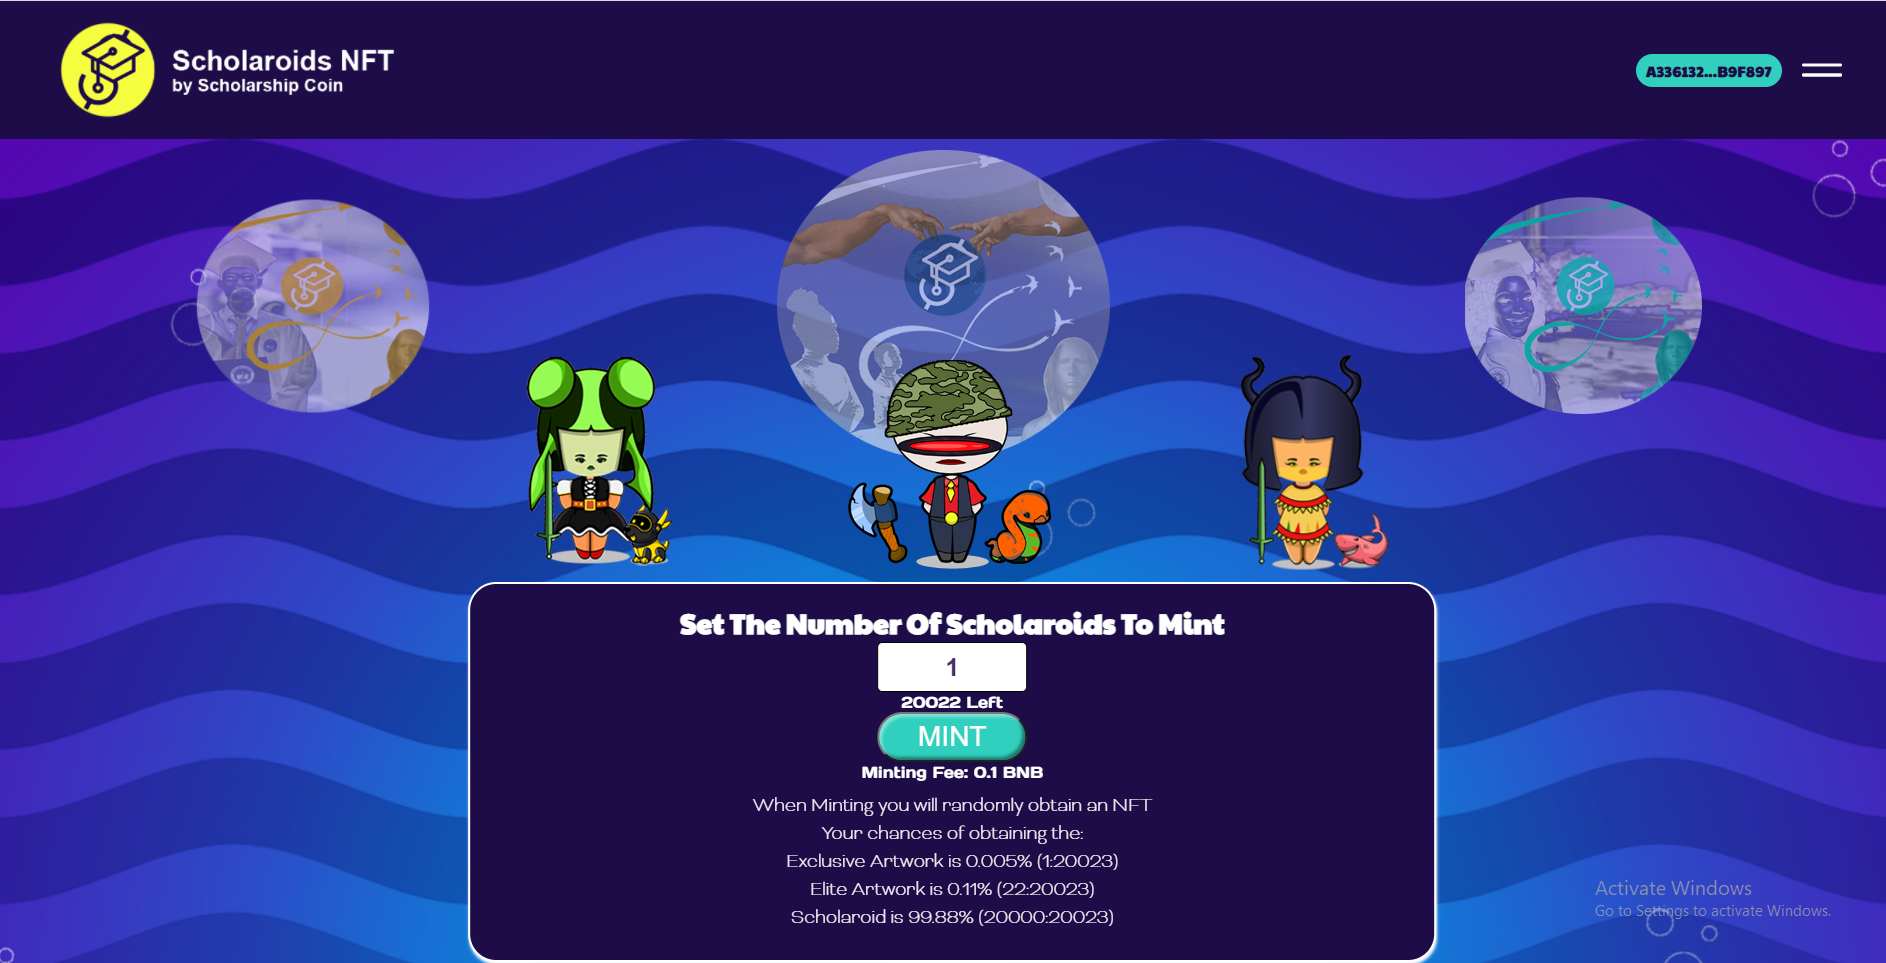 Scholaroids NFT
by Scholarship Coin
A336132...B9F897
Set The Number Of Scholaroids To Mint
1
20022 Left
MINT
Minting Fee: 0.1 BNB
When Minting you will randomly obtain an NFT
Your chances of obtaining the:
Exclusive Artwork is 0.005% (1:20023)
Elite Artwork is 0.11% (22:20023)
Scholaroid is 99.88% (20000:20023)
Activate Windows
Go to Settings to activate Windows.